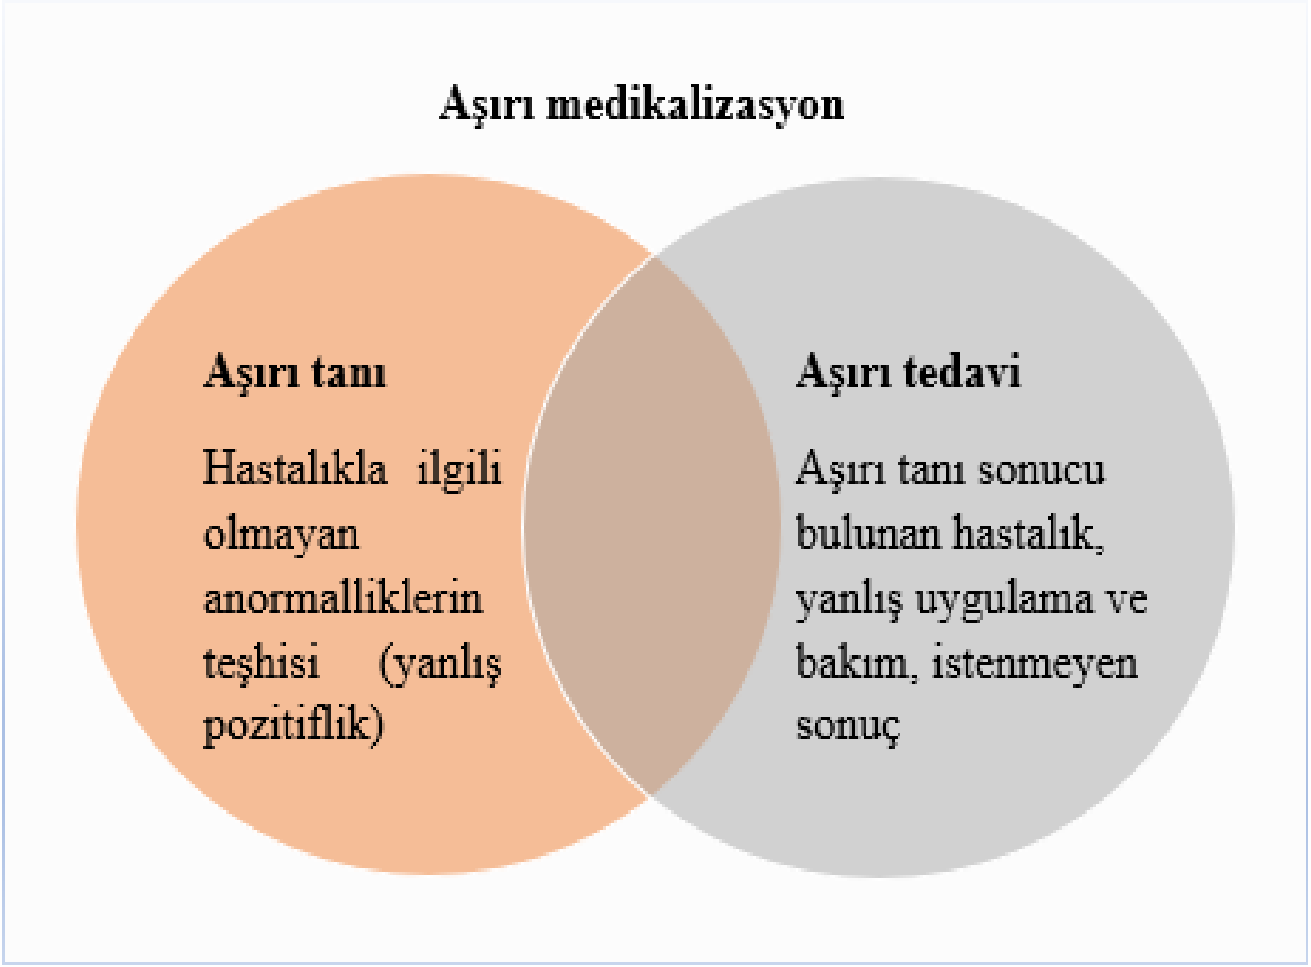 Aşırı medikalizasyon
Aşırı tanı
Hastalıkla ilgili
olmayan
anormalliklerin
teşhisi (yanlış
pozitiflik)
Aşırı tedavi
Aşırı tanı sonucu
bulunan hastalık,
yanlış uygulama ve
bakım, istenmeyen
sonuç